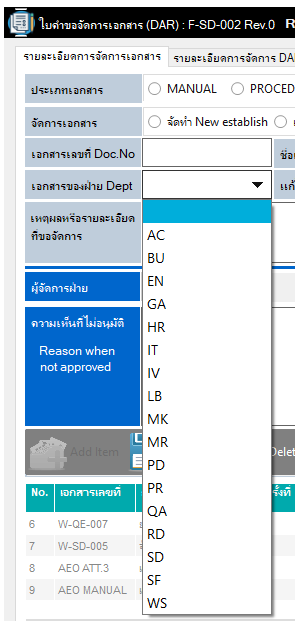 ใบคำขอจัดการเอกสาร (DAR) : F-SD-002 Rev.0
รายละเอียดการจัดการเอกสาร รายละเอียดการจัดการ DA
ประเภทเอกสาร MANUAL PROCED
จัดการเอกสาร จัดทำ New establish
เอกสารเลขที่ Doc.No
เอกสารของฝ่าย Dept
เหตุผลหรือรายละเอียด
ที่ขอจัดการ
AC
BU
EN
GA
HR
IT
IV
LB
MK
MR
PD
PR
QA
RD
SD
SF
WS
ผู้จัดการฝ่าย
ความเห็นที่ไม่อนุมัติ
Reason when
not approved
Add Item
No. เอกสารเลขที่
6 W-QE-007
7 W-SD-005
8 AEO ATT.3
9 AEO MANUAL